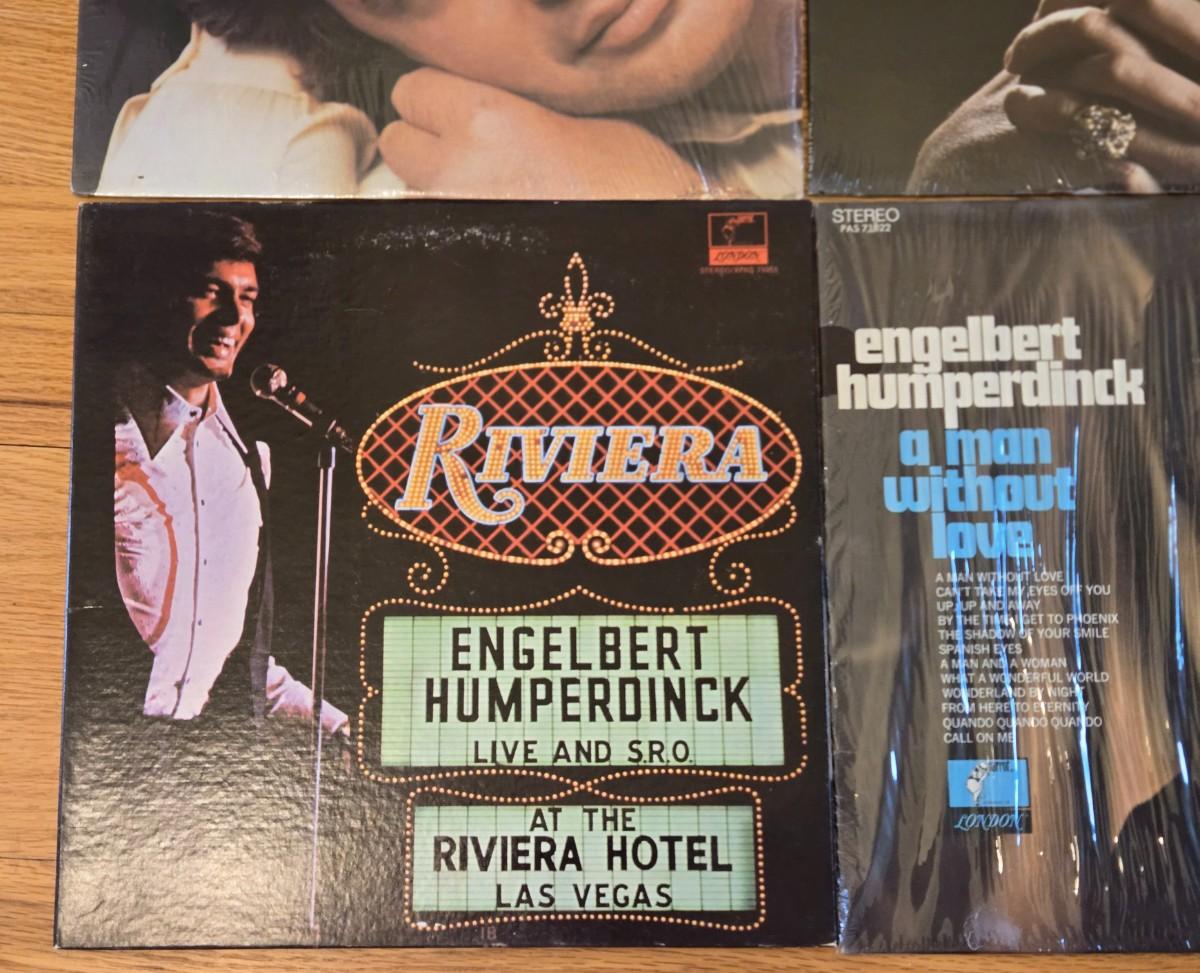 LONDON
RIVIERA
ENGELBERT
HUMPERDINCK
LIVE AND S.R.O.
AT THE
RIVIERA HOTEL
LAS VEGAS
STEREO
engelbert
humperdinck
a man
without
love
A MAN WITHOUT LOVE
CAN'T TAKE MY EYES OFF YOU
UP, UP AND AWAY
BY THE TIME I GET TO PHOENIX
THE SHADOW OF YOUR SMILE
SPANISH EYES
A MAN AND A WOMAN
WHAT A WONDERFUL WORLD
WONDERLAND BY NIGHT
FROM HERE TO ETERNITY
QUANDO QUANDO QUANDO
CALL ON ME
LONDON